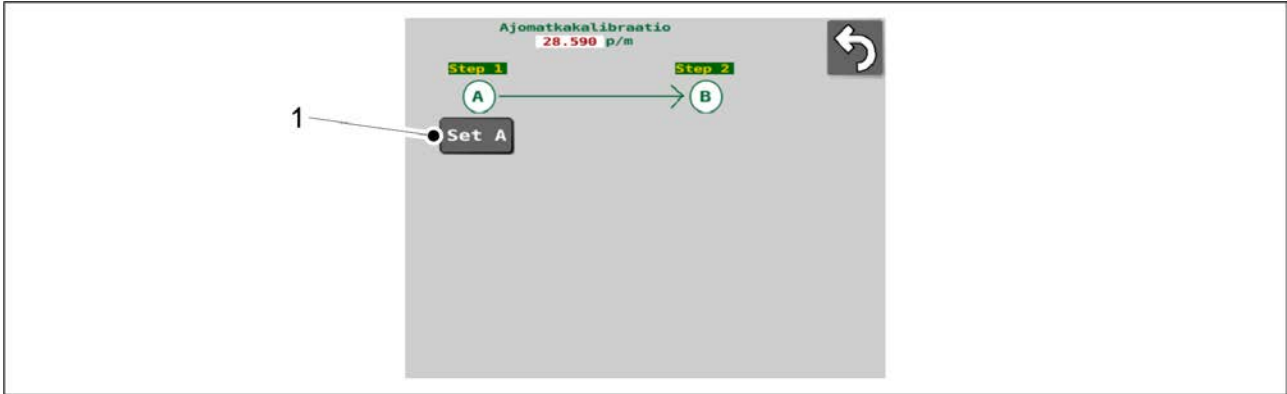 Ajomatkakalibraatio
28.590 p/m
Step 1 Step 2
A B
1
Set A